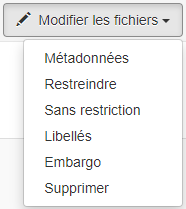 Modifier les fichiers
Métadonnées
Restreindre
Sans restriction
Libellés
Embargo
Supprimer